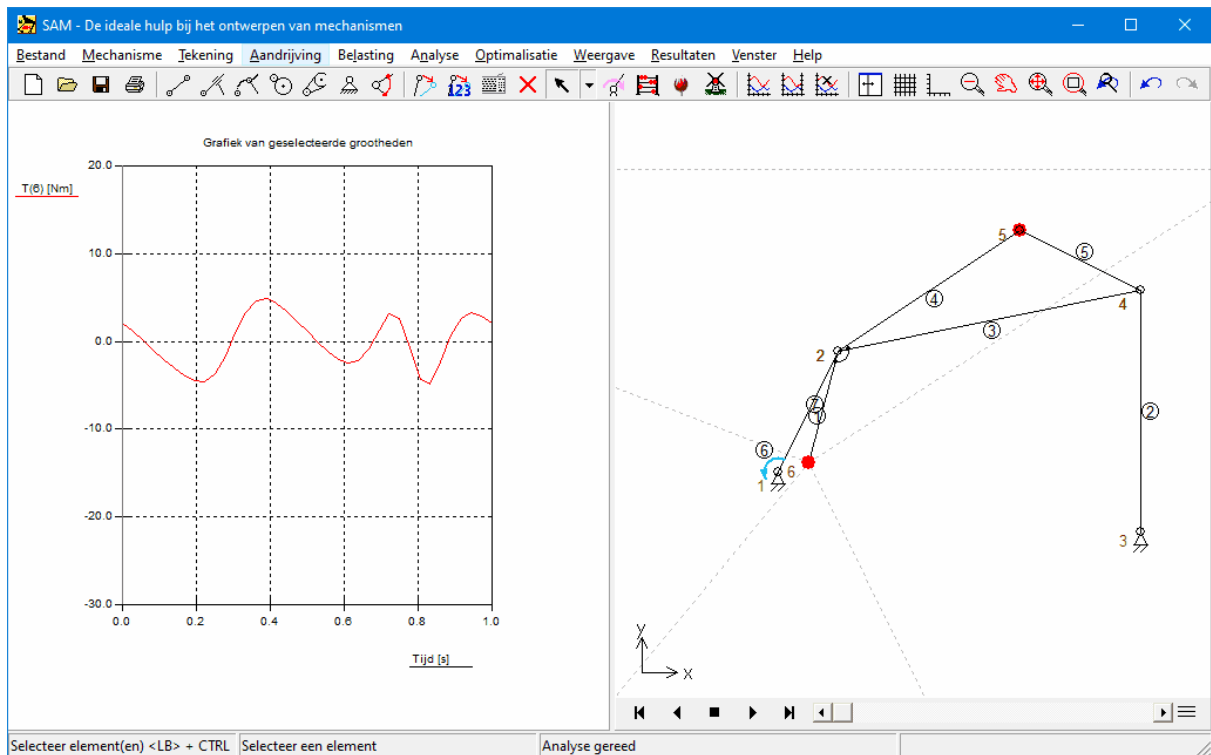 SAM - De ideale hulp bij het ontwerpen van mechanismen
Bestand Mechanisme Tekening Aandrijving Belasting Analyse Optimalisatie Weergave Resultaten Venster Help
123
Grafiek van geselecteerde grootheden
T(6) [Nm]
20.0
10.0
0.0
-10.0
-20.0
-30.0
0.0 0.2 0.4 0.6 0.8 1.0
Tijd [s]
5
5
4
4
3
2
7
2
6
1
6
3
y
x
Selecteer element(en) <LB> + CTRL Selecteer een element Analyse gereed